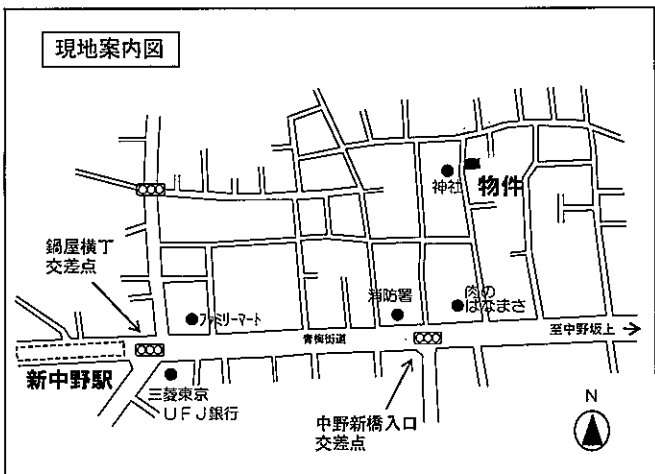 現地案内図
神社
物件
鍋屋横丁
交差点
ファミリーマート
消防署
肉の
はなまさ
青梅街道
至中野坂上
新中野駅
三菱東京
UFJ銀行
中野新橋入口
交差点
N